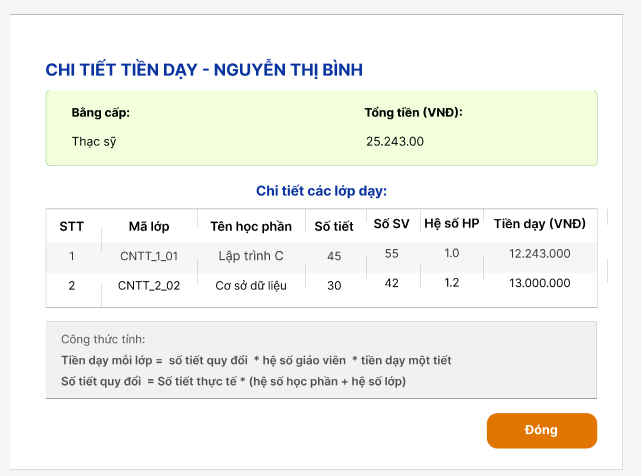 CHI TIẾT TIỀN DẠY - NGUYỄN THỊ BÌNH
Bằng cấp: Tổng tiền (VNĐ):
Thạc sỹ 25.243.00
Chi tiết các lớp dạy:
STT Mã lớp Tên học phần Số tiết Số SV Hệ số HP Tiền dạy (VNĐ)
1 CNTT_1_01 Lập trình C 45 55 1.0 12.243.000
2 CNTT_2_02 Cơ sở dữ liệu 30 42 1.2 13.000.000
Công thức tính:
Tiền dạy mỗi lớp = số tiết quy đổi * hệ số giáo viên * tiền dạy một tiết
Số tiết quy đổi = Số tiết thực tế * (hệ số học phần + hệ số lớp)
Đóng